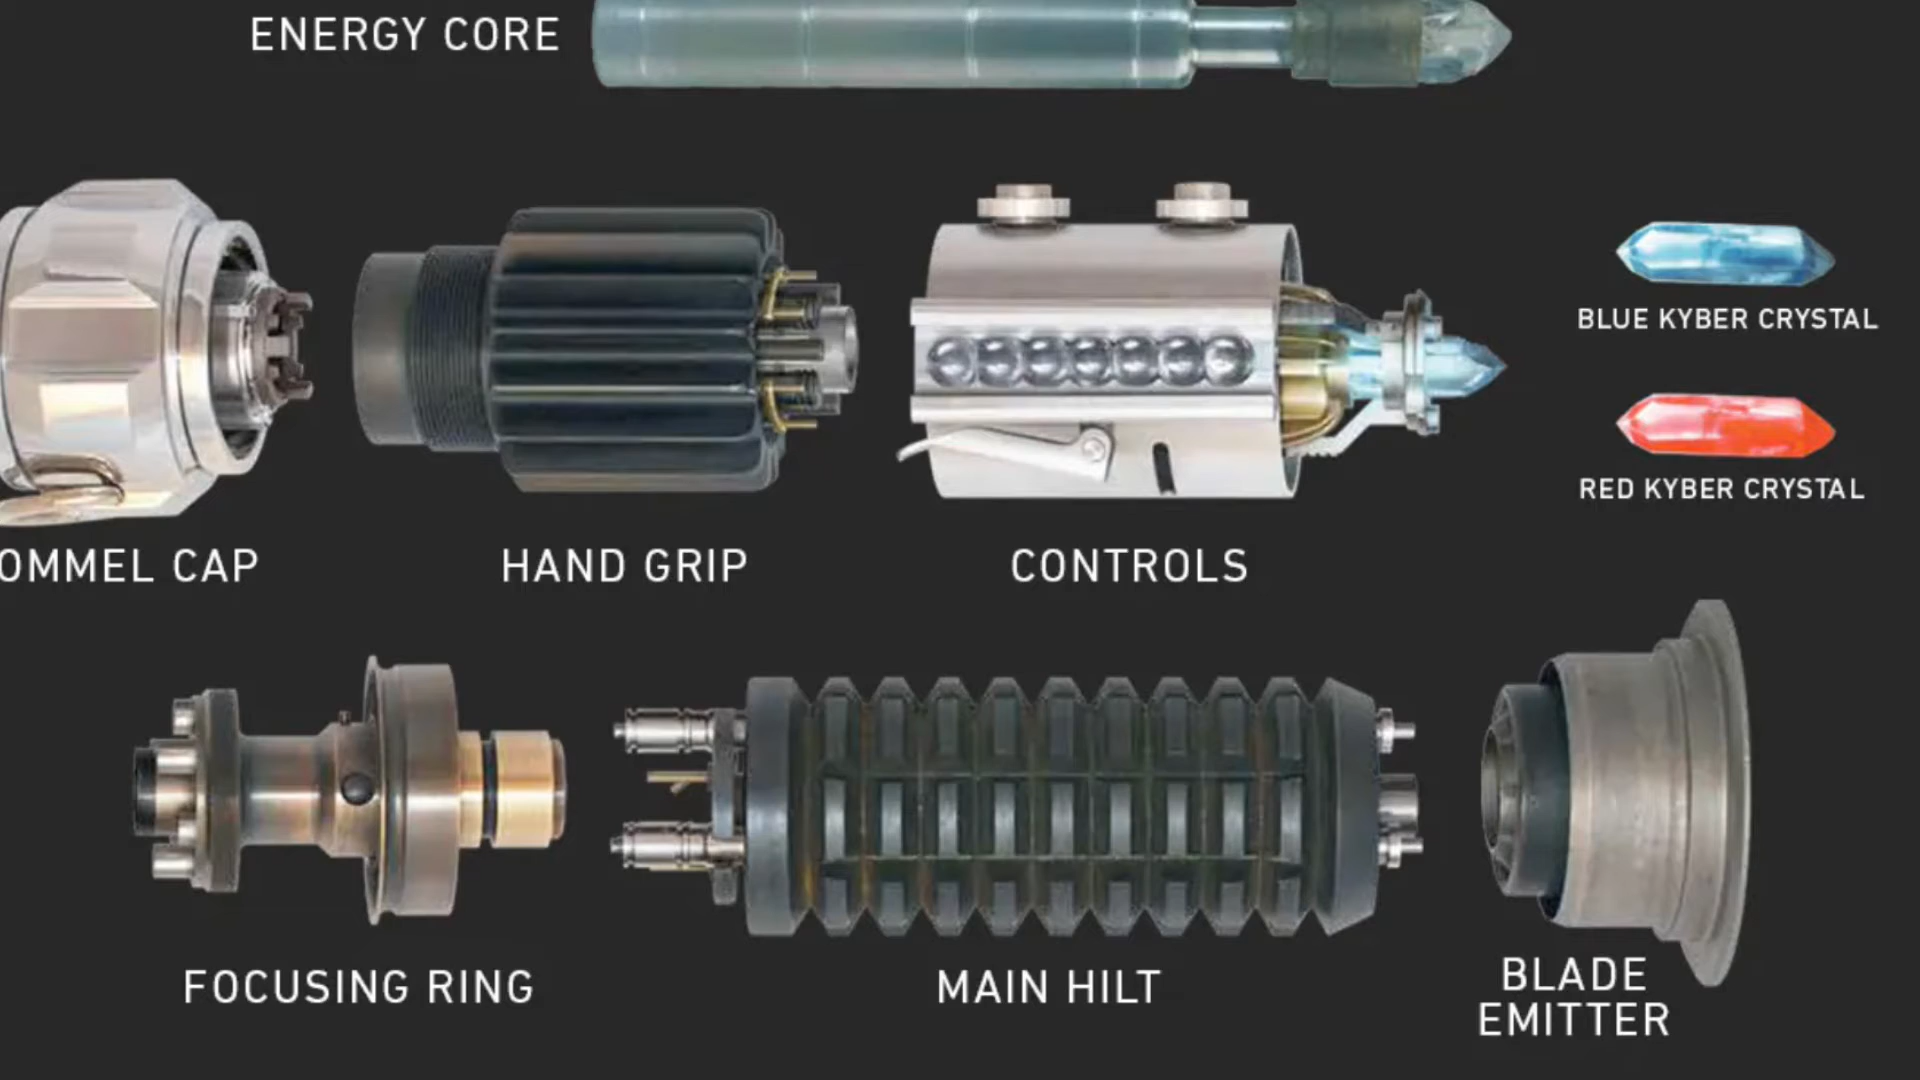 ENERGY CORE
BLUE KYBER CRYSTAL
RED KYBER CRYSTAL
OMMEL CAP
HAND GRIP
CONTROLS
FOCUSING RING
MAIN HILT
BLADE
EMITTER